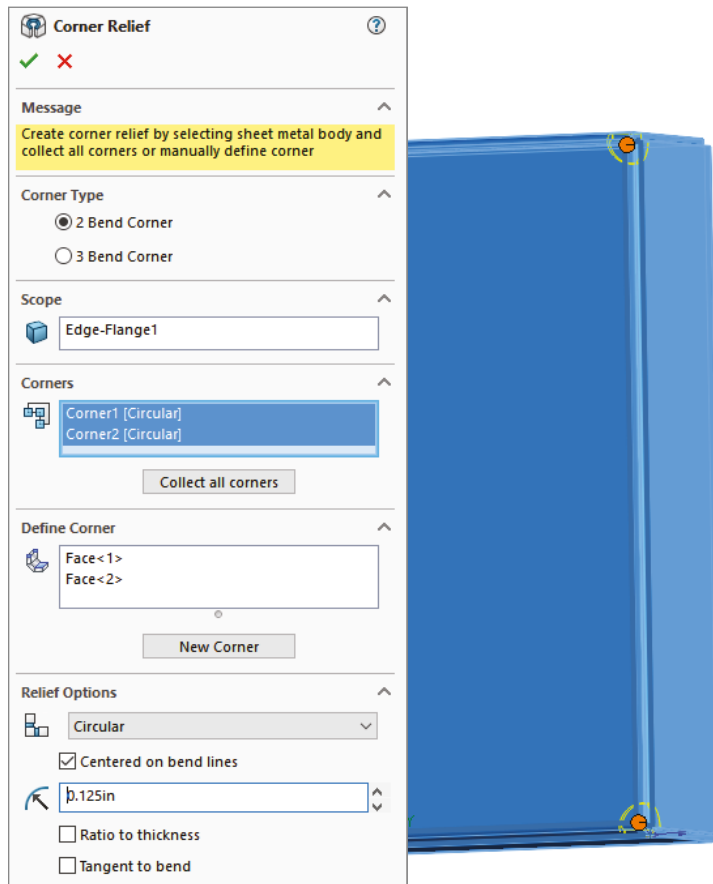 Corner Relief
Message
Create corner relief by selecting sheet metal body and
collect all corners or manually define corner
Corner Type
2 Bend Corner
3 Bend Corner
Scope
Edge-Flange1
Corners
Corner1 [Circular]
Corner2 [Circular]
Collect all corners
Define Corner
Face<1>
Face<2>
New Corner
Relief Options
Circular
Centered on bend lines
0.125in
Ratio to thickness
Tangent to bend